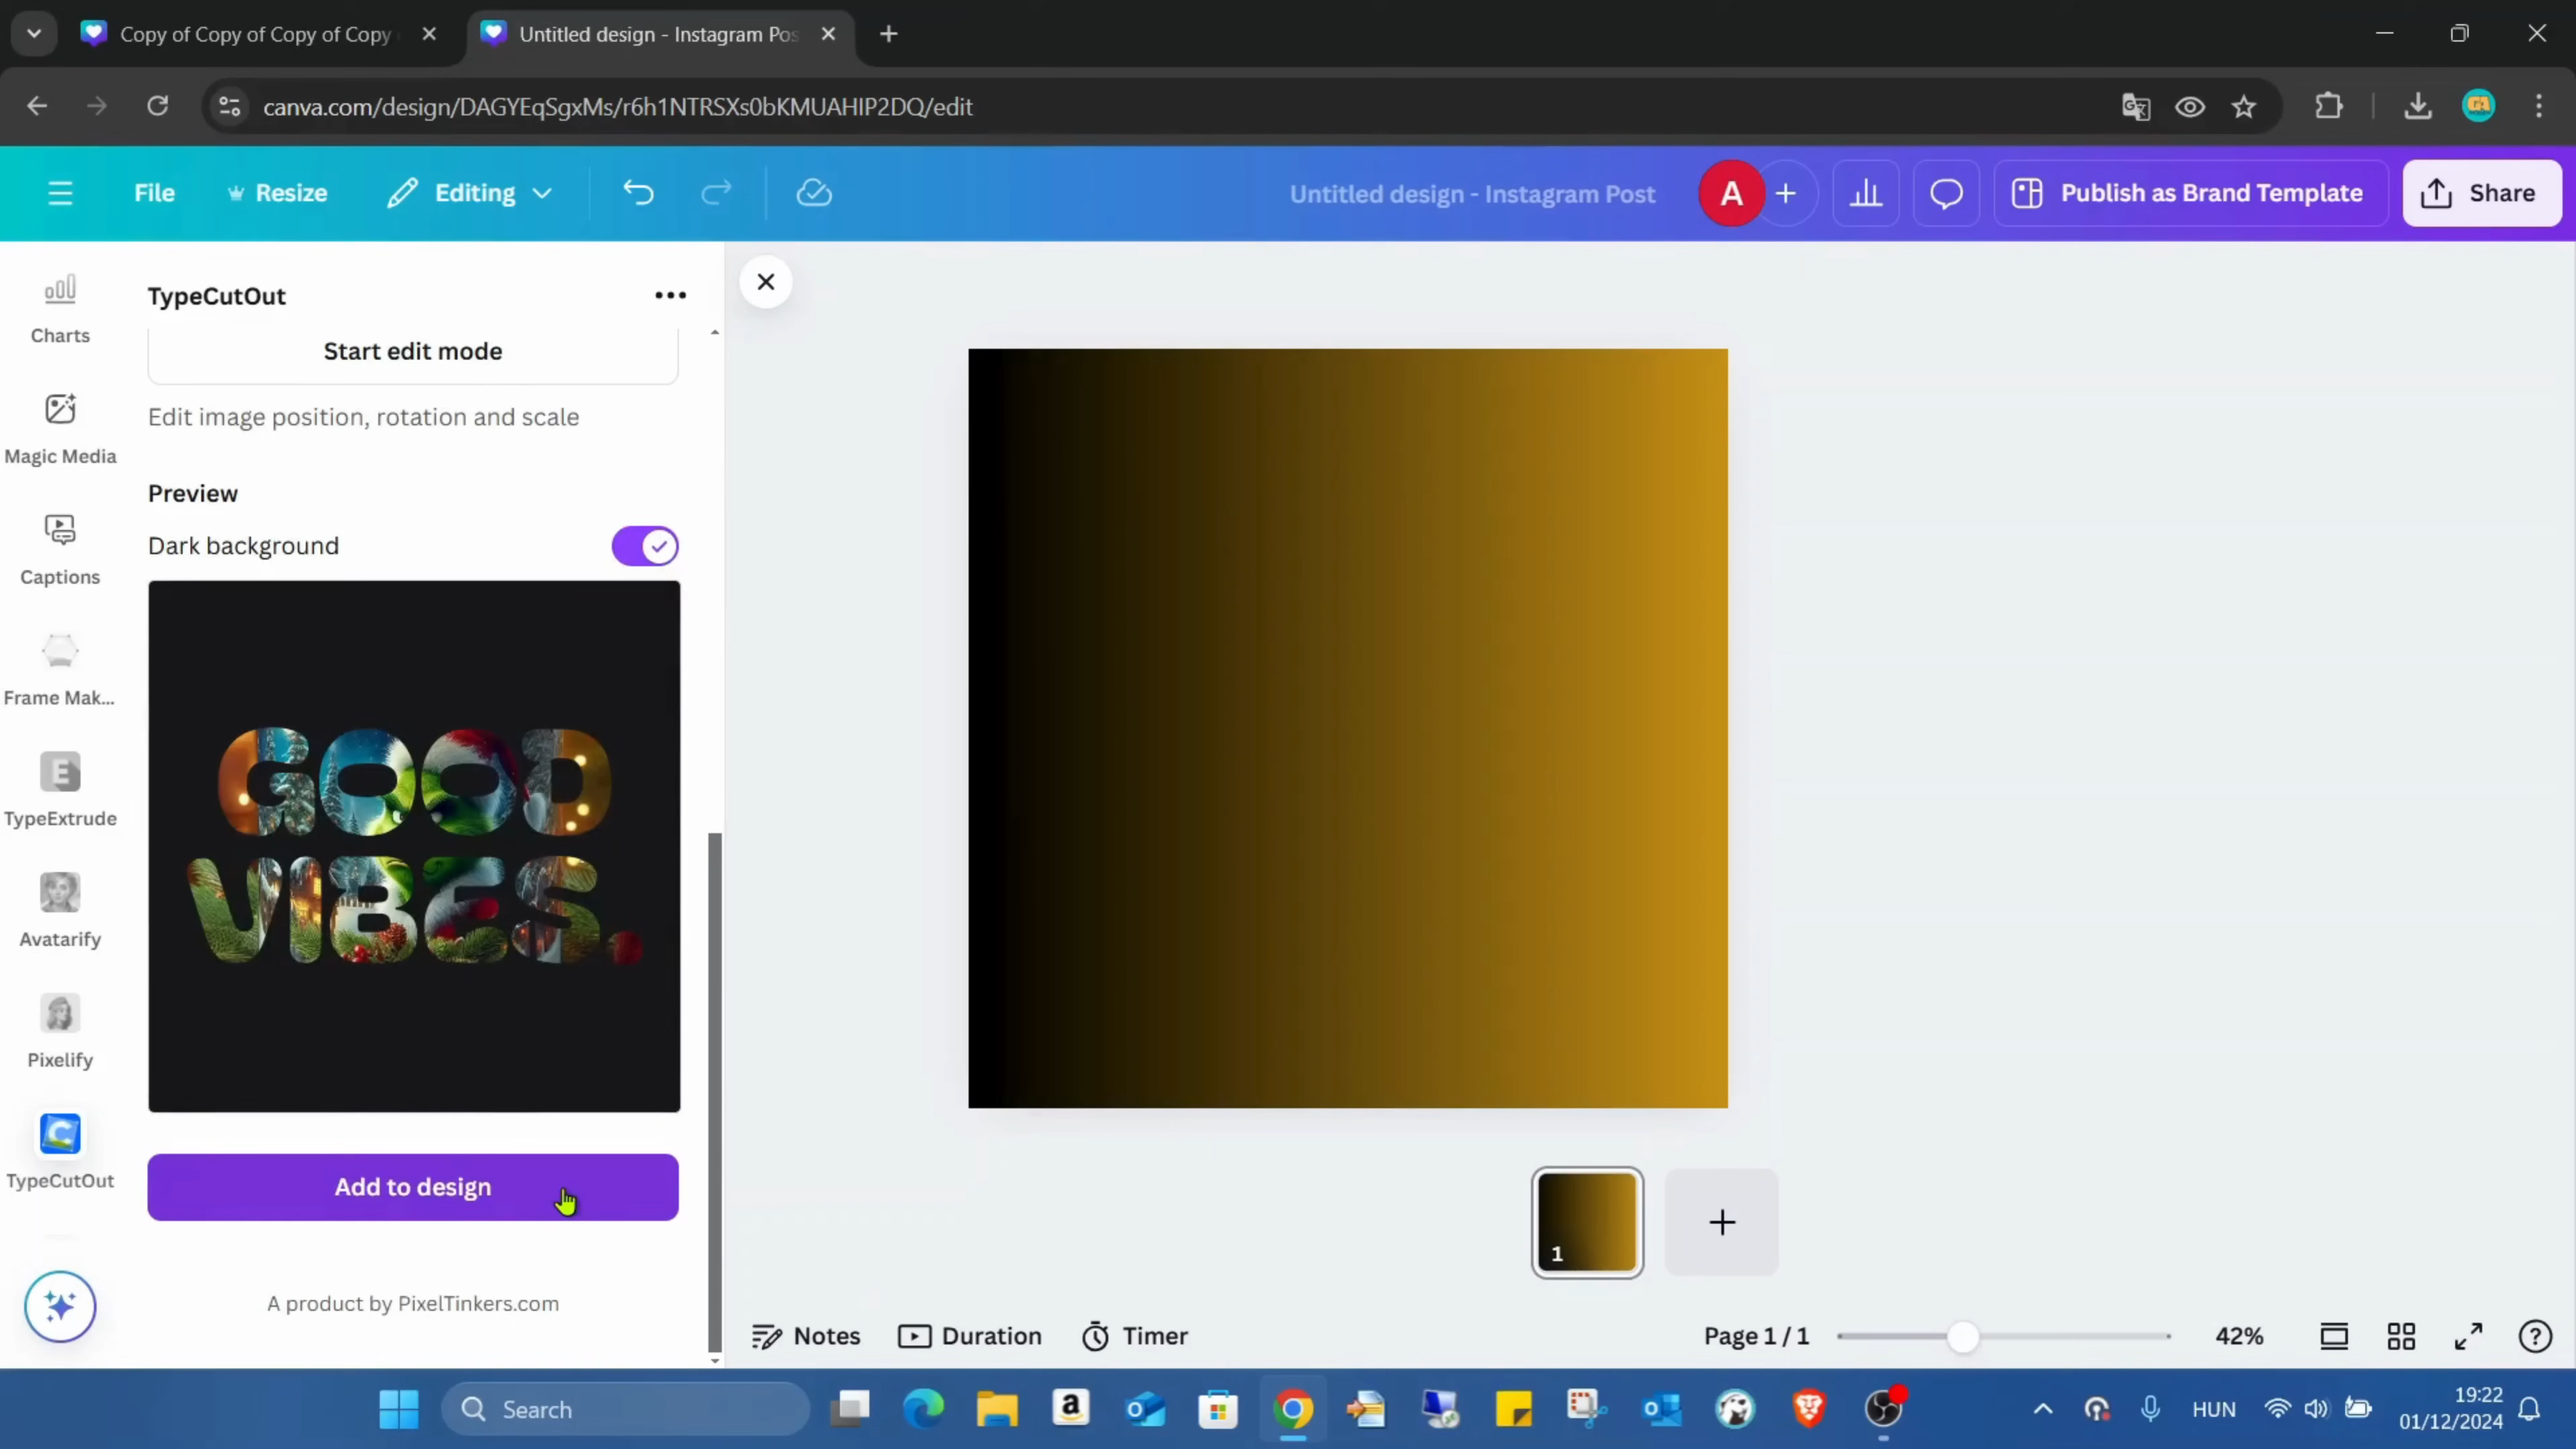 Copy of Copy of Copy of Copy
Untitled design - Instagram Pos
canva.com/design/DAGYEqSgxMs/r6h1NTRSXs0bKMUAHIP2DQ/edit
File
Resize
Editing
Untitled design - Instagram Post
A
Publish as Brand Template
Share
Charts
Magic Media
Captions
Frame Mak...
E
TypeExtrude
Avatarify
Pixelify
C
TypeCutOut
TypeCutOut
Start edit mode
Edit image position, rotation and scale
Preview
Dark background
GOOD
VIBES.
Add to design
A product by PixelTinkers.com
1
Notes
Duration
Timer
Page 1 / 1
42%
Search
HUN
19:22
01/12/2024